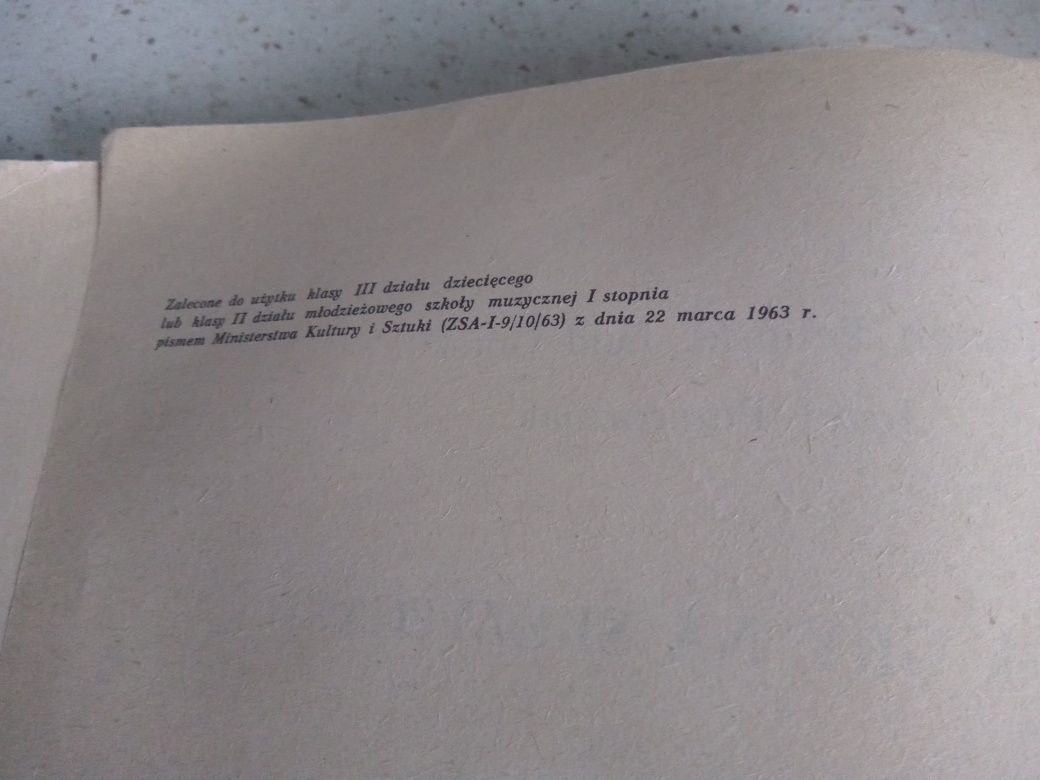 Zalecone do użytku klasy III działu dziecięcego
lub klasy II działu młodzieżowego szkoły muzycznej I stopnia
pismem Ministerstwa Kultury i Sztuki (ZSA-I-9/10/63) z dnia 22 marca 1963 r.